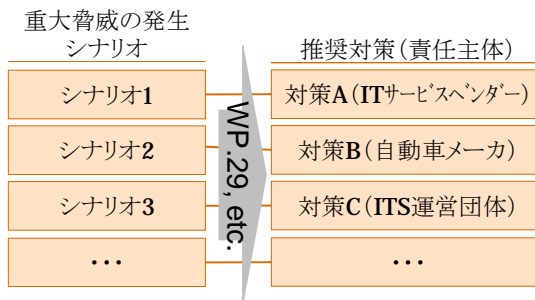 重大脅威の発生
シナリオ
推奨対策（責任主体）
シナリオ1
対策A（ITサービスベンダー）
シナリオ2
対策B（自動車メーカ）
シナリオ3
対策C（ITS運営団体）
・・・
・・・
WP.29, etc.